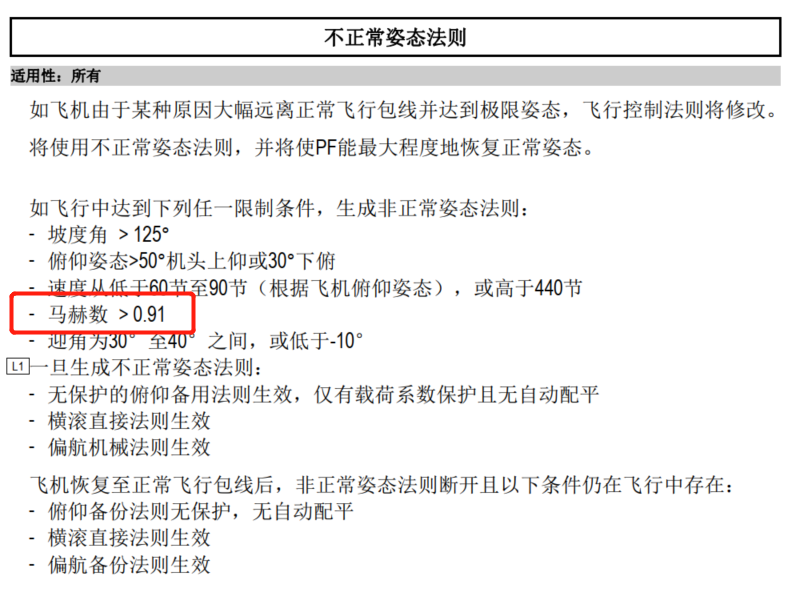 不正常姿态法则
适用性：所有
如飞机由于某种原因大幅远离正常飞行包线并达到极限姿态，飞行控制法则将修改。
将使用不正常姿态法则，并将使PF能最大程度地恢复正常姿态。
如飞行中达到下列任一限制条件，生成非正常姿态法则：
- 坡度角 > 125°
- 俯仰姿态>50°机头上仰或30°下俯
- 速度从低于60节至90节（根据飞机俯仰姿态），或高于440节
- 马赫数 > 0.91
- 迎角为30° 至40° 之间，或低于-10°
L1 一旦生成不正常姿态法则：
- 无保护的俯仰备用法则生效，仅有载荷系数保护且无自动配平
- 横滚直接法则生效
- 偏航机械法则生效
飞机恢复至正常飞行包线后，非正常姿态法则断开且以下条件仍在飞行中存在：
- 俯仰备份法则无保护，无自动配平
- 横滚直接法则生效
- 偏航备份法则生效